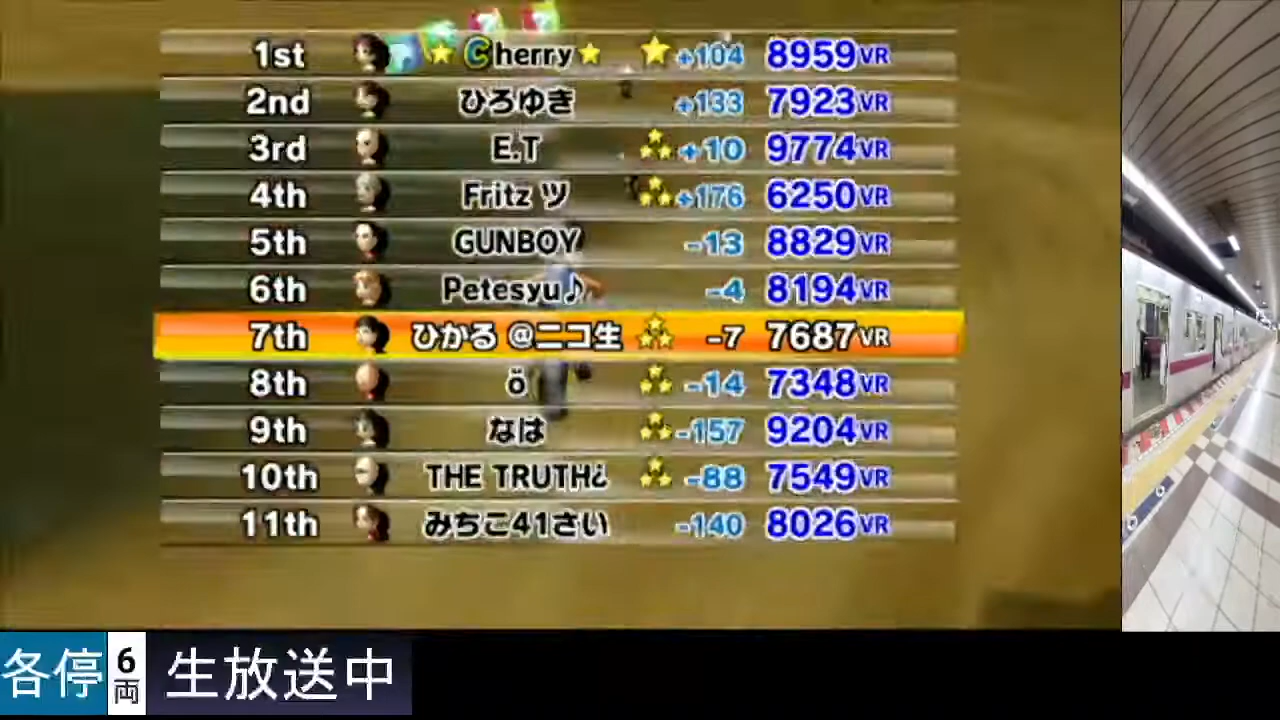 1st ★Cherry★ ★ +104 8959VR
2nd ひろゆき +133 7923VR
3rd E.T +10 9774VR
4th Fritz ツ +176 6250VR
5th GUNBOY -13 8829VR
6th Petesyu♪ -4 8194VR
7th ひかる @ニコ生 -7 7687VR
8th ö -14 7348VR
9th なは -157 9204VR
10th THE TRUTH¿ -88 7549VR
11th みちこ41さい -140 8026VR
各停 6両 生放送中